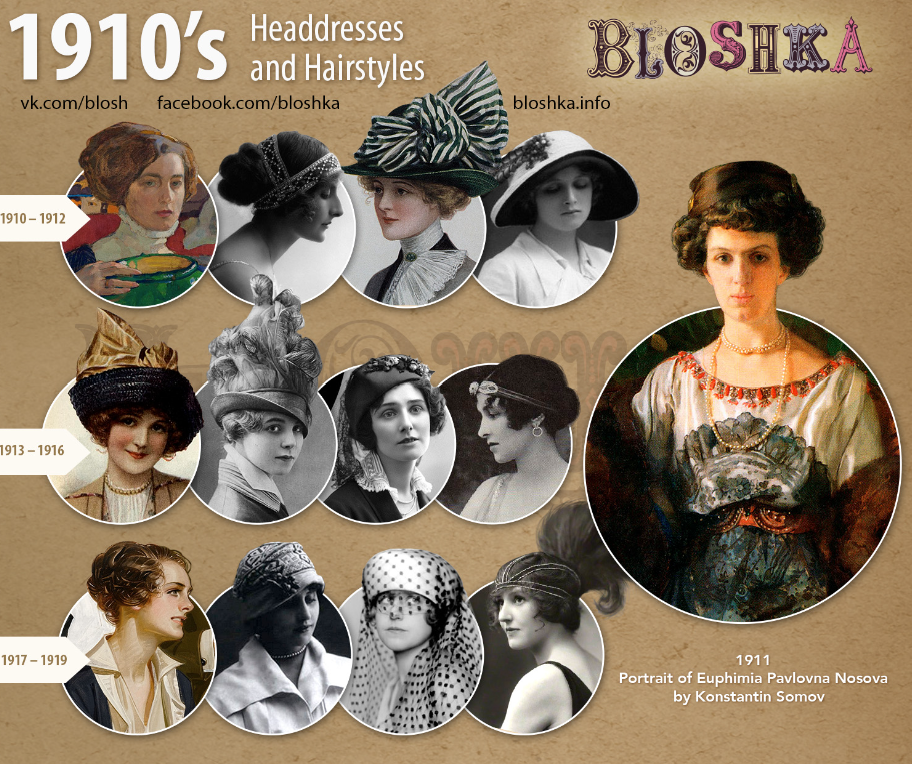 1910's
Headdresses
and Hairstyles
BLOSHKA
vk.com/blosh
facebook.com/bloshka
bloshka.info
1910 – 1912
1913 – 1916
1917 – 1919
1911
Portrait of Euphimia Pavlovna Nosova
by Konstantin Somov